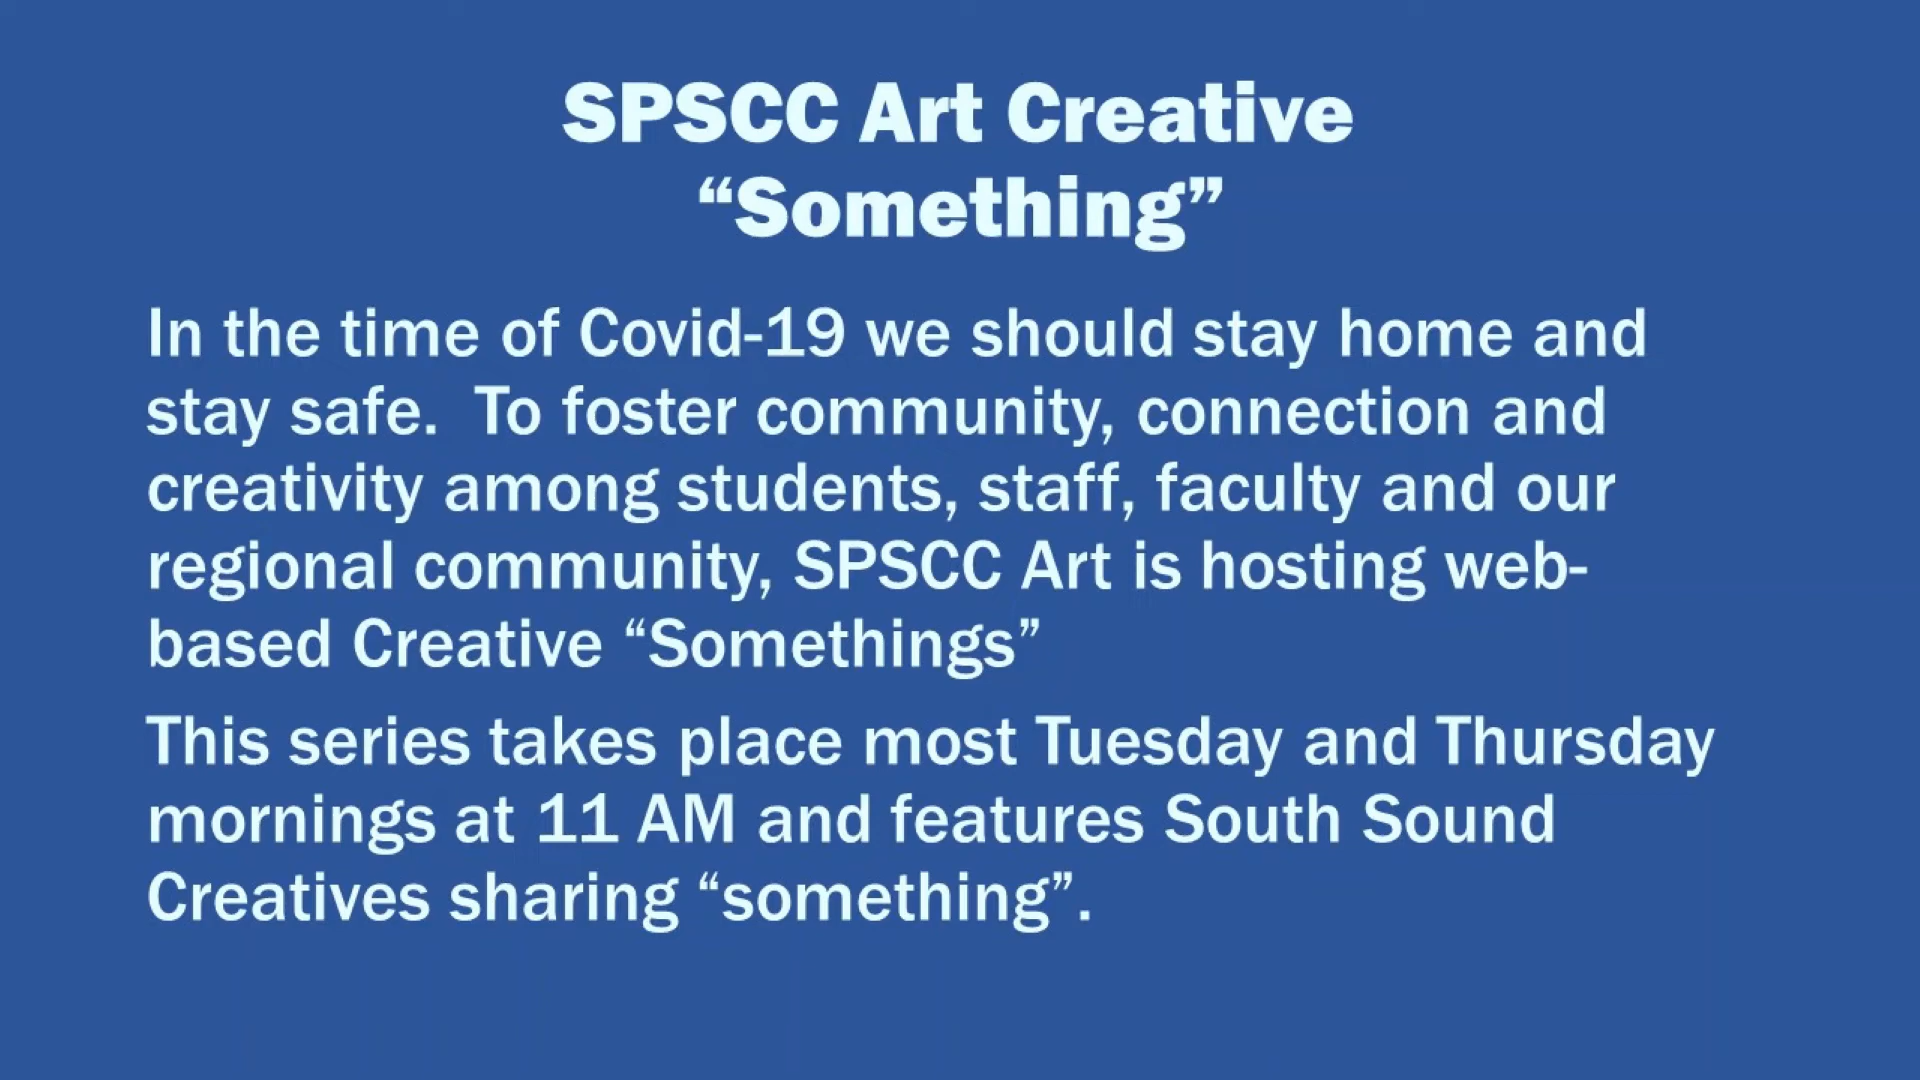 SPSCC Art Creative
“Something”
In the time of Covid-19 we should stay home and
stay safe.  To foster community, connection and
creativity among students, staff, faculty and our
regional community, SPSCC Art is hosting web-
based Creative “Somethings”
This series takes place most Tuesday and Thursday
mornings at 11 AM and features South Sound
Creatives sharing “something”.